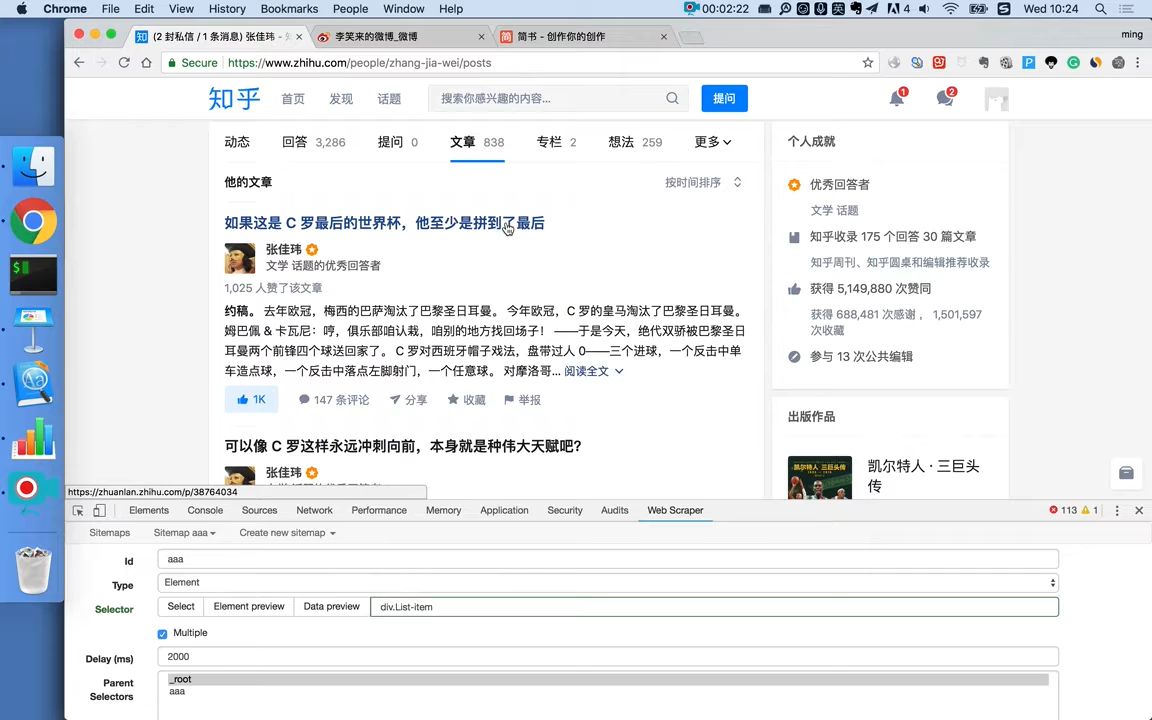 Chrome File Edit View History Bookmarks People Window Help 00:02:22 4 Wed 10:24
(2 封私信 / 1 条消息) 张佳玮 - 李笑来的微博_微博 简书 - 创作你的创作 ming
Secure https://www.zhihu.com/people/zhang-jia-wei/posts
知乎 首页 发现 话题 搜索你感兴趣的内容... 提问 1 2
动态 回答 3,286 提问 0 文章 838 专栏 2 想法 259 更多
个人成就
他的文章 按时间排序
优秀回答者
文学 话题
如果这是 C 罗最后的世界杯，他至少是拼到了最后
知乎收录 175 个回答 30 篇文章
张佳玮
文学 话题的优秀回答者
知乎周刊、知乎圆桌和编辑推荐收录
1,025 人赞了该文章
获得 5,149,880 次赞同
约稿。 去年欧冠，梅西的巴萨淘汰了巴黎圣日耳曼。 今年欧冠，C 罗的皇马淘汰了巴黎圣日耳曼。
获得 688,481 次感谢， 1,501,597
次收藏
姆巴佩 & 卡瓦尼：哼，俱乐部咱认栽，咱别的地方找回场子！ ——于是今天，绝代双骄被巴黎圣日
耳曼两个前锋四个球送回家了。 C 罗对西班牙帽子戏法，盘带过人 0——三个进球，一个反击中单
参与 13 次公共编辑
车造点球，一个反击中落点左脚射门，一个任意球。 对摩洛哥... 阅读全文
1K 147 条评论 分享 收藏 举报
出版作品
可以像 C 罗这样永远冲刺向前，本身就是种伟大天赋吧?
张佳玮
凯尔特人 · 三巨头
传
凯尔特人 三巨头传
https://zhuanlan.zhihu.com/p/38764034
Elements Console Sources Network Performance Memory Application Security Audits Web Scraper 113 1
Sitemaps Sitemap aaa Create new sitemap
Id aaa
Type Element
Selector Select Element preview Data preview div.List-item
Multiple
Delay (ms) 2000
Parent Selectors _root
aaa